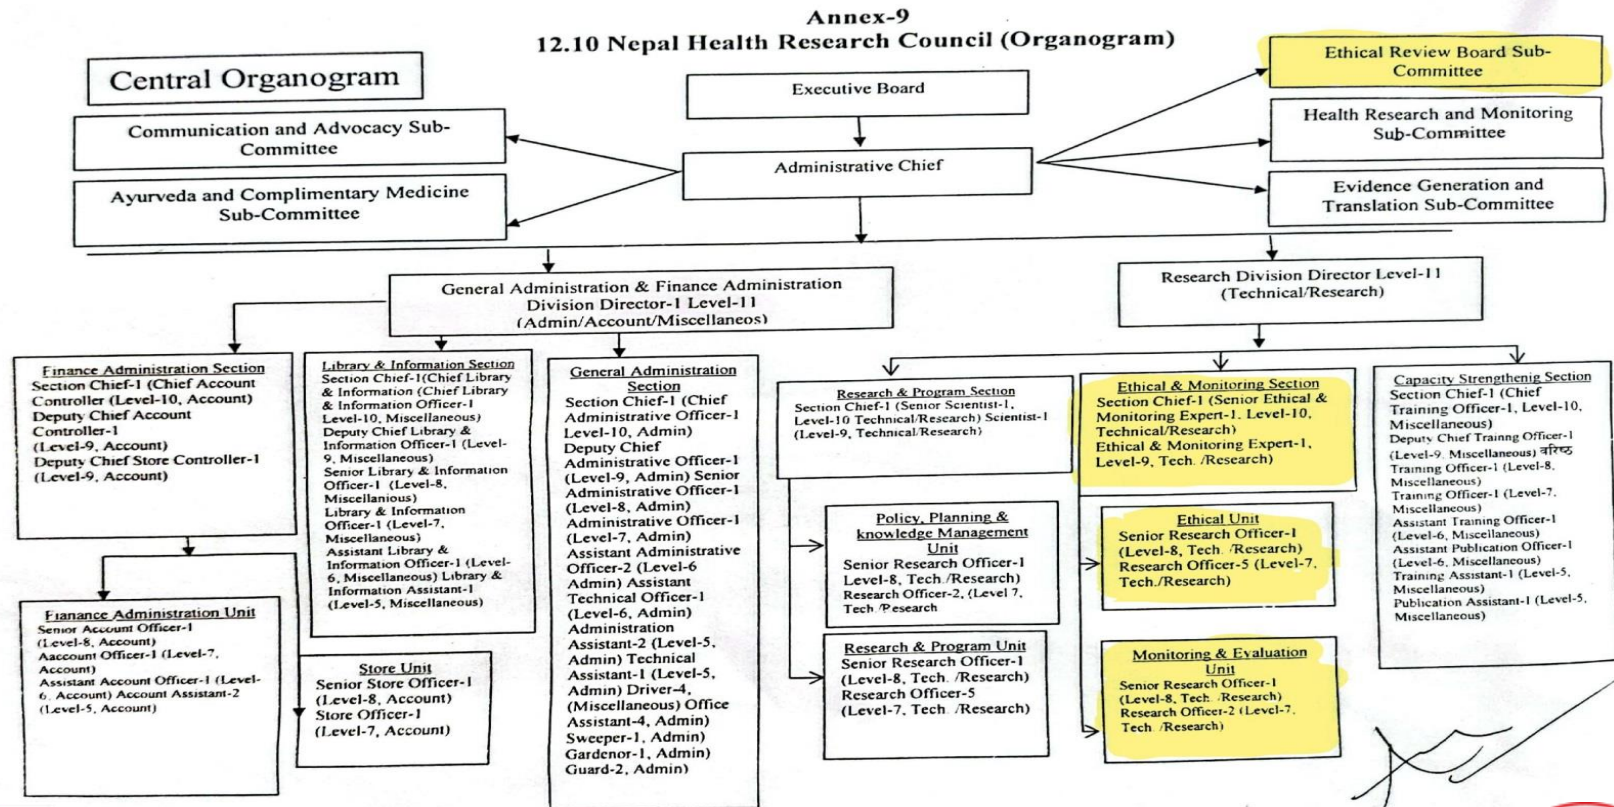 Annex-9
12.10 Nepal Health Research Council (Organogram)
Central Organogram
Executive Board
Administrative Chief
Communication and Advocacy Sub-
Committee
Ayurveda and Complimentary Medicine
Sub-Committee
Ethical Review Board Sub-
Committee
Health Research and Monitoring
Sub-Committee
Evidence Generation and
Translation Sub-Committee
General Administration & Finance Administration
Division Director-1 Level-11
(Admin/Account/Miscellaneos)
Research Division Director Level-11
(Technical/Research)
Finance Administration Section
Section Chief-1 (Chief Account
Controller (Level-10, Account)
Deputy Chief Account
Controller-1
(Level-9, Account)
Deputy Chief Store Controller-1
(Level-9, Account)
Fianance Administration Unit
Senior Account Officer-1
(Level-8, Account)
Aaccount Officer-1 (Level-7,
Account)
Assistant Account Officer-1 (Level-
6, Account) Account Assistant-2
(Level-5, Account)
Store Unit
Senior Store Officer-1
(Level-8, Account)
Store Officer-1
(Level-7, Account)
Library & Information Section
Section Chief-1(Chief Library
& Information (Chief Library
& Information Officer-1
Level-10, Miscellaneous)
Deputy Chief Library &
Information Officer-1 (Level-
9, Miscellaneous)
Senior Library & Information
Officer-1 (Level-8,
Miscellanious)
Library & Information
Officer-1 (Level-7,
Miscellaneous)
Assistant Library &
Information Officer-1 (Level-
6, Miscellaneous) Library &
Information Assistant-1
(Level-5, Miscellaneous)
General Administration
Section
Section Chief-1 (Chief
Administrative Officer-1
Level-10, Admin)
Deputy Chief
Administrative Officer-1
(Level-9, Admin) Senior
Administrative Officer-1
(Level-8, Admin)
Administrative Officer-1
(Level-7, Admin)
Assistant Administrative
Officer-2 (Level-6
Admin) Assistant
Technical Officer-1
(Level-6, Admin)
Administration
Assistant-2 (Level-5,
Admin) Technical
Assistant-1 (Level-5,
Admin) Driver-4,
(Miscellaneous) Office
Assistant-4, Admin)
Sweeper-1, Admin)
Gardenor-1, Admin)
Guard-2, Admin)
Research & Program Section
Section Chief-1 (Senior Scientist-1,
Level-10 Technical/Research) Scientist-1
(Level-9, Technical/Research)
Policy, Planning &
knowledge Management
Unit
Senior Research Officer-1
Level-8, Tech./Research)
Research Officer-2, (Level 7,
Tech./Research
Research & Program Unit
Senior Research Officer-1
(Level-8, Tech. /Research)
Research Officer-5
(Level-7, Tech. /Research)
Ethical & Monitoring Section
Section Chief-1 (Senior Ethical &
Monitoring Expert-1. Level-10,
Technical/Research)
Ethical & Monitoring Expert-1,
Level-9, Tech. /Research)
Ethical Unit
Senior Research Officer-1
(Level-8, Tech. /Research)
Research Officer-5 (Level-7,
Tech./Research)
Monitoring & Evaluation
Unit
Senior Research Officer-1
(Level-8, Tech. /Research)
Research Officer-2 (Level-7,
Tech. /Research)
Capacity Strengthenig Section
Section Chief-1 (Chief
Training Officer-1, Level-10,
Miscellaneous)
Deputy Chief Trainng Officer-1
(Level-9, Miscellaneous) वरिष्ठ
Training Officer-1 (Level-8,
Miscellaneous)
Training Officer-1 (Level-7,
Miscellaneous)
Assistant Training Officer-1
(Level-6, Miscellaneous)
Assistant Publication Officer-1
(Level-6, Miscellaneous)
Training Assistant-1 (Level-5,
Miscellaneous)
Publication Assistant-1 (Level-5,
Miscellaneous)